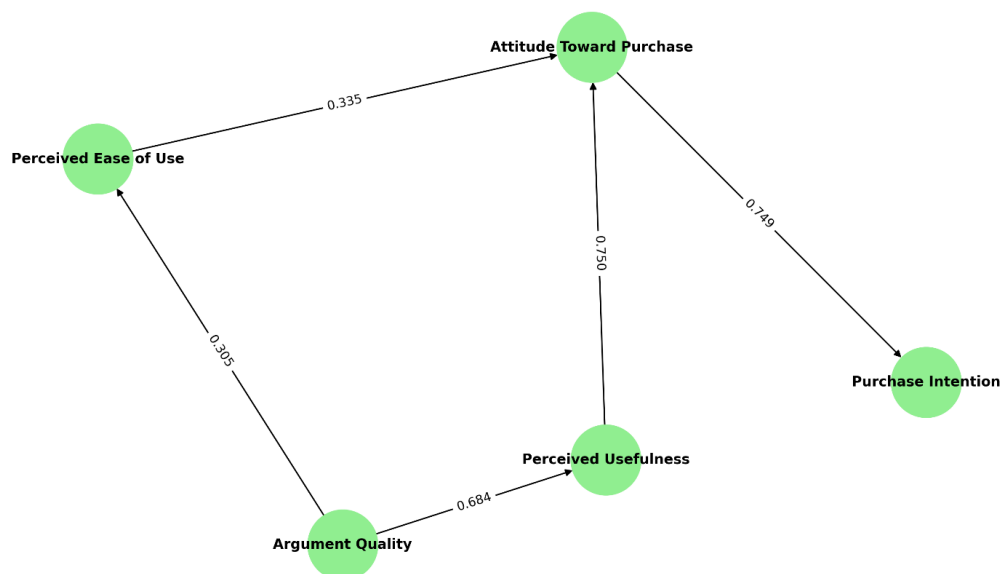 Attitude Toward Purchase
0.335
Perceived Ease of Use
0.749
0.750
0.305
Purchase Intention
Perceived Usefulness
0.684
Argument Quality